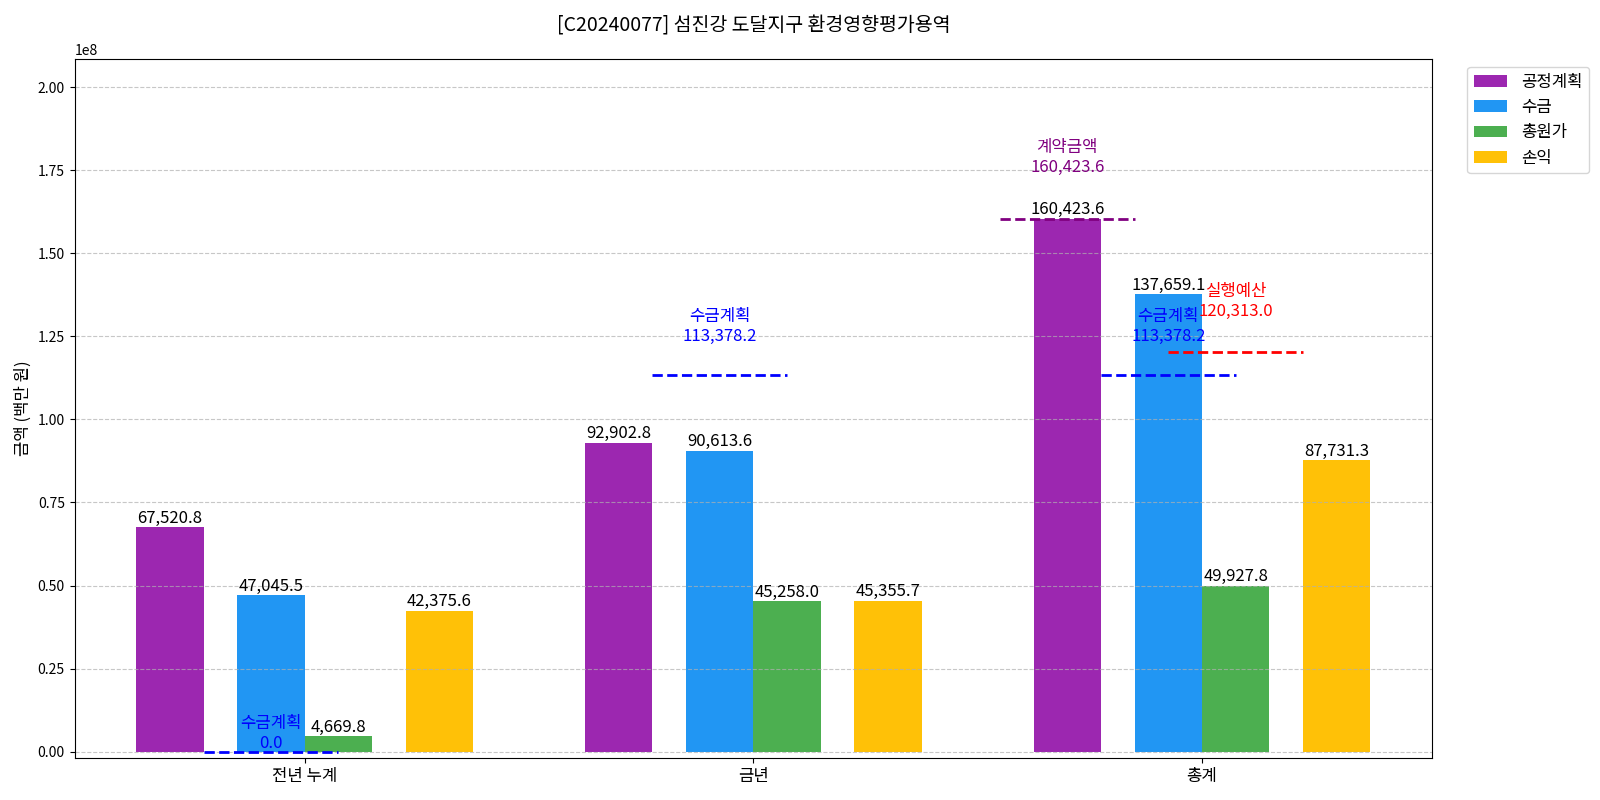 [C20240077] 섬진강 도달지구 환경영향평가용역
1e8
금액 (백만 원)
2.00
1.75
1.50
1.25
1.00
0.75
0.50
0.25
0.00
공정계획
수금
총원가
손익
67,520.8
47,045.5
수금계획
0.0
4,669.8
42,375.6
92,902.8
수금계획
113,378.2
90,613.6
45,258.0
45,355.7
계약금액
160,423.6
160,423.6
137,659.1
수금계획
113,378.2
실행예산
120,313.0
49,927.8
87,731.3
전년 누계
금년
총계